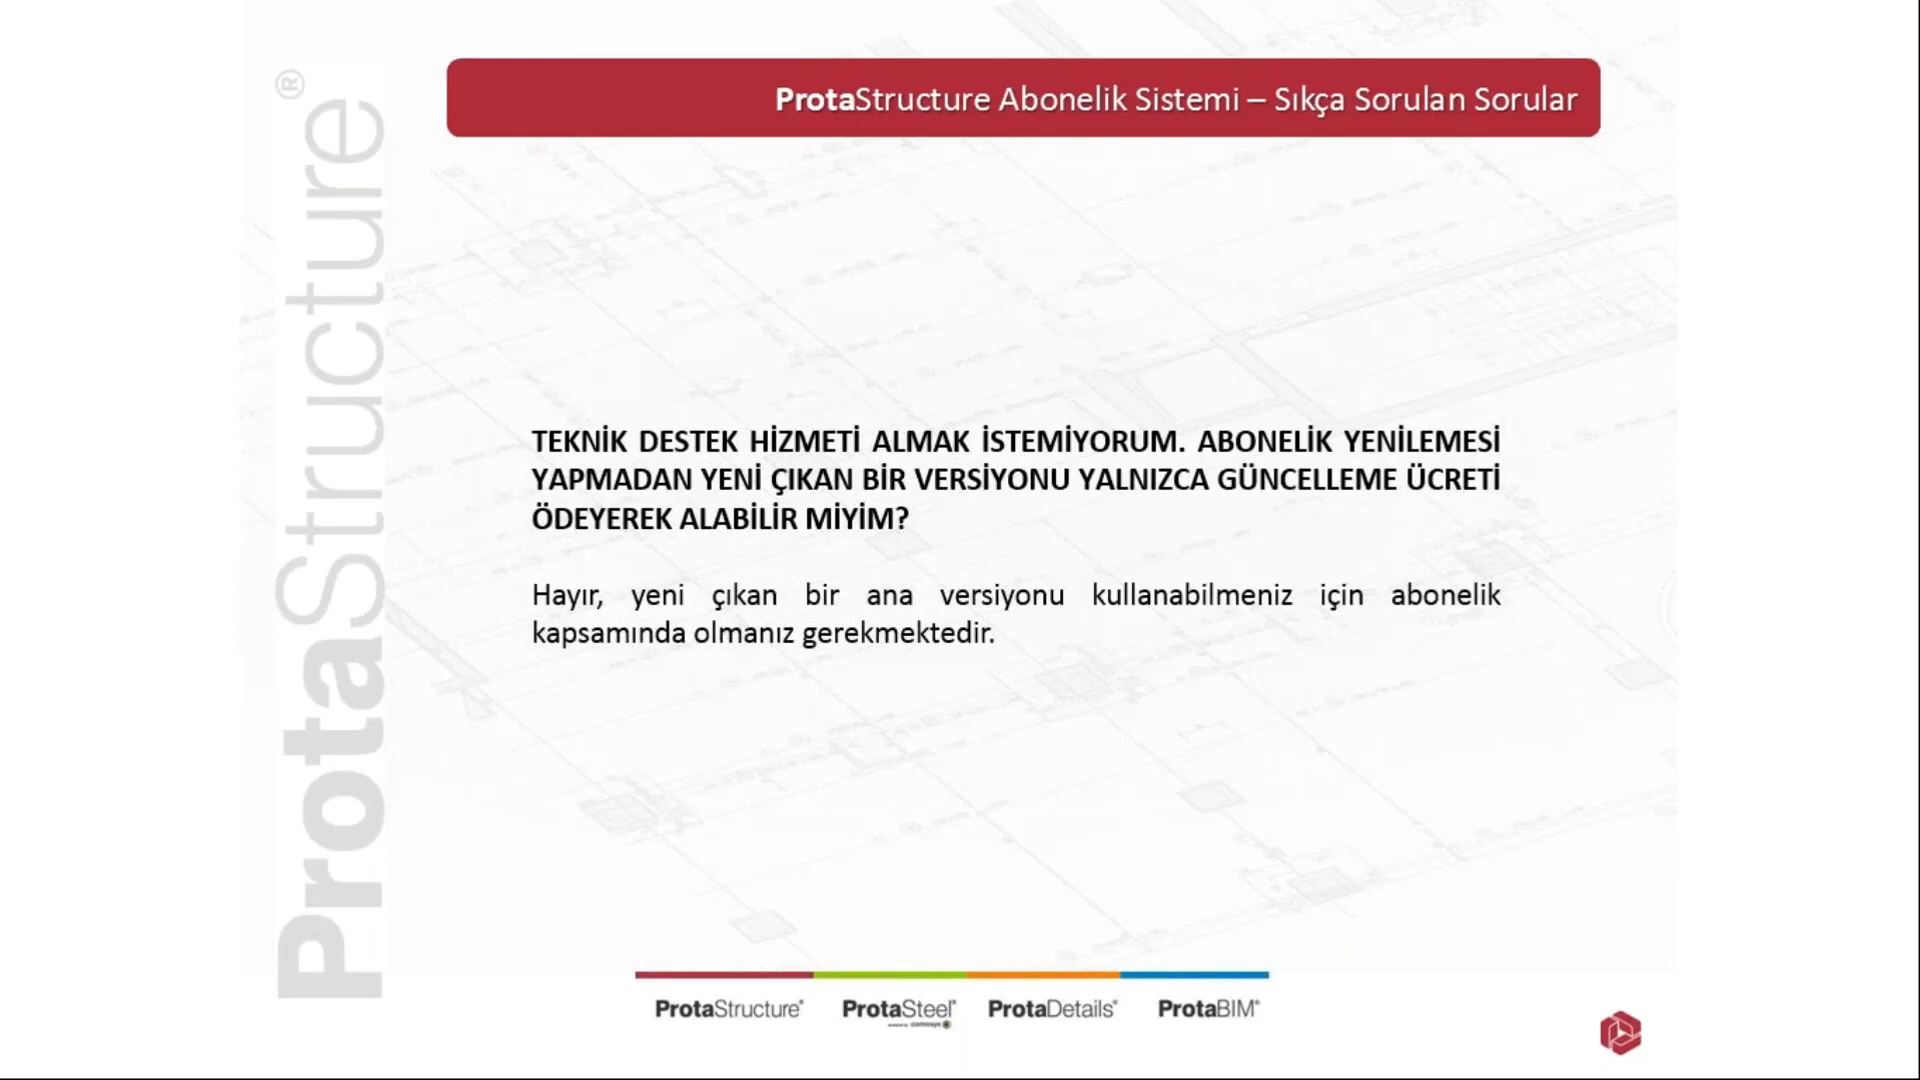 ProtaStructure®
ProtaStructure Abonelik Sistemi – Sıkça Sorulan Sorular
TEKNİK DESTEK HİZMETİ ALMAK İSTEMİYORUM. ABONELİK YENİLEMESİ
YAPMADAN YENİ ÇIKAN BİR VERSİYONU YALNIZCA GÜNCELLEME ÜCRETİ
ÖDEYEREK ALABİLİR MİYİM?
Hayır, yeni çıkan bir ana versiyonu kullanabilmeniz için abonelik
kapsamında olmanız gerekmektedir.
ProtaStructure® ProtaSteel® ProtaDetails® ProtaBIM®